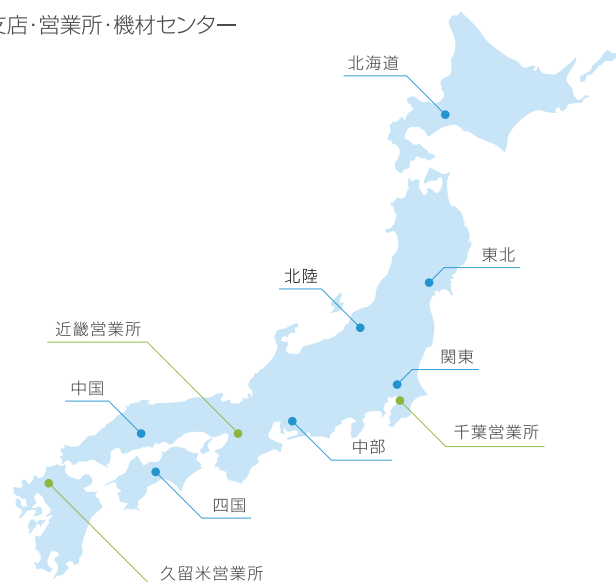 支店・営業所・機材センター
北海道
東北
北陸
近畿営業所
関東
中国
千葉営業所
中部
四国
久留米営業所